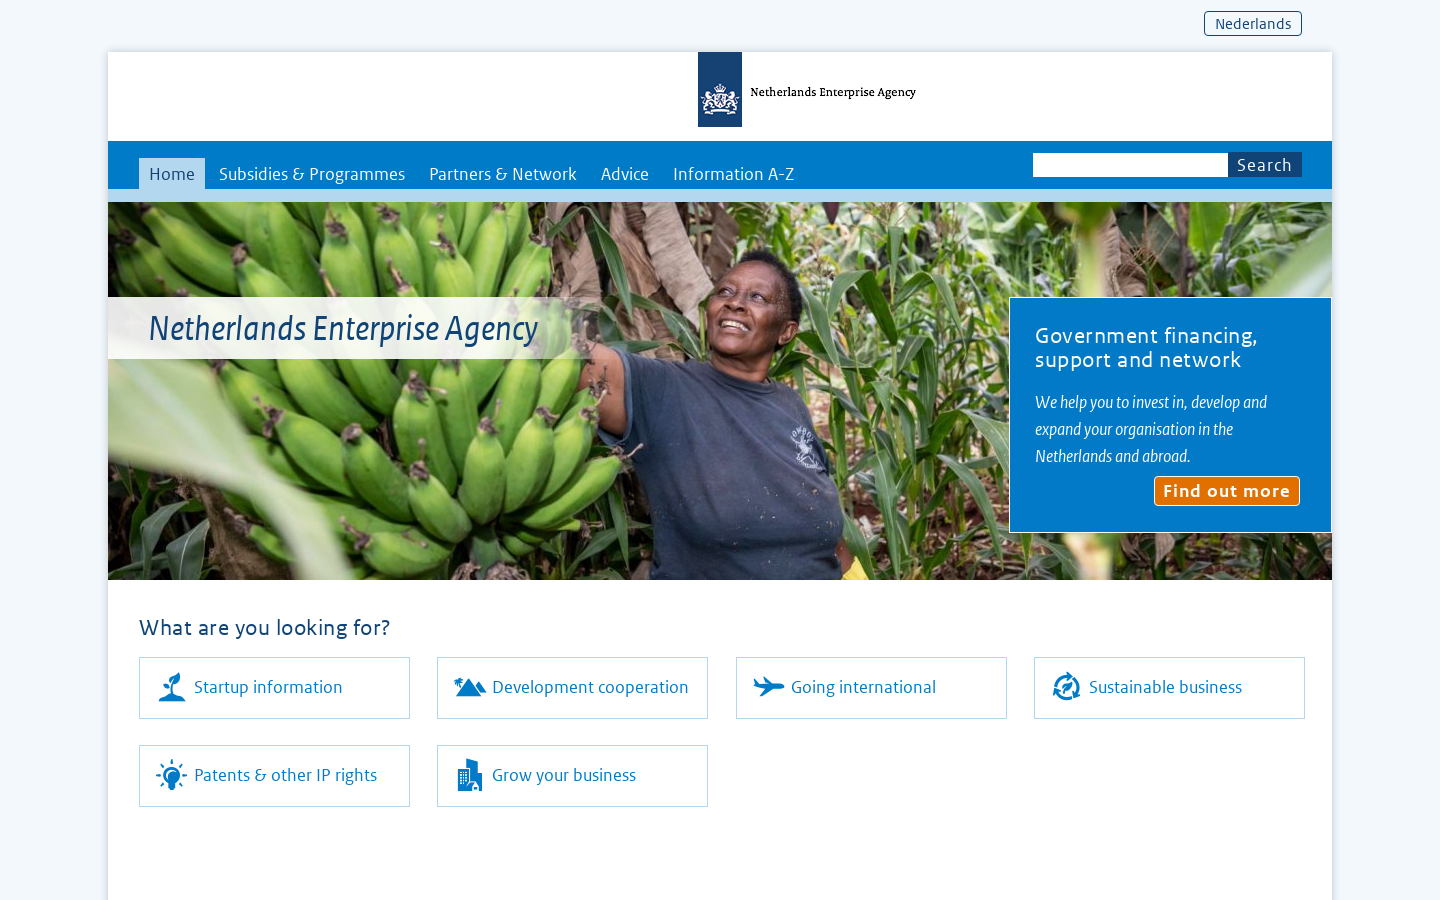 Nederlands
Netherlands Enterprise Agency
Home Subsidies & Programmes Partners & Network Advice Information A-Z Search
Netherlands Enterprise Agency
Government financing,
support and network
We help you to invest in, develop and
expand your organisation in the
Netherlands and abroad.
Find out more
What are you looking for?
Startup information Development cooperation Going international Sustainable business
Patents & other IP rights Grow your business